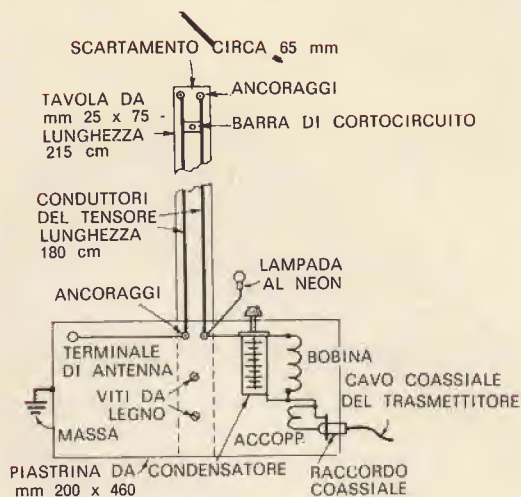 SCARTAMENTO CIRCA 65 mm
ANCORAGGI
TAVOLA DA
mm 25 x 75 -
LUNGHEZZA
215 cm
BARRA DI CORTOCIRCUITO
CONDUTTORI
DEL TENSORE
LUNGHEZZA
180 cm
LAMPADA
AL NEON
ANCORAGGI
TERMINALE
DI ANTENNA
BOBINA
VITI DA
LEGNO
CAVO COASSIALE
DEL TRASMETTITORE
MASSA
ACCOPP.
PIASTRINA DA CONDENSATORE
mm 200 x 460
RACCORDO
COASSIALE